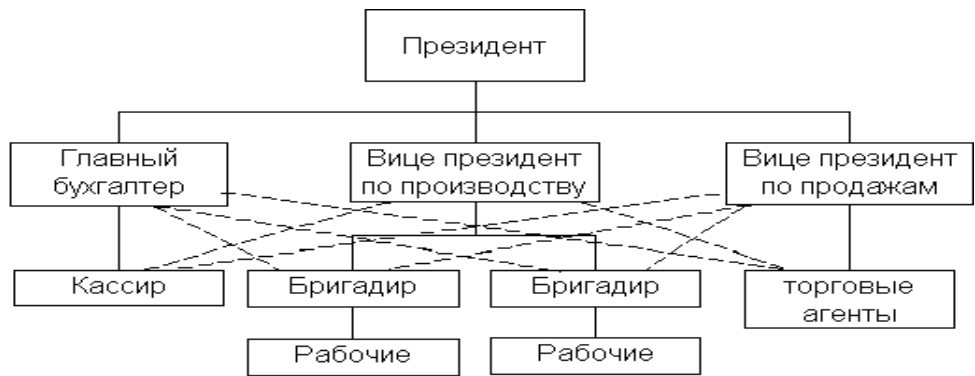 Президент
Главный
бухгалтер
Вице президент
по производству
Вице президент
по продажам
Кассир
Бригадир
Бригадир
торговые
агенты
Рабочие
Рабочие